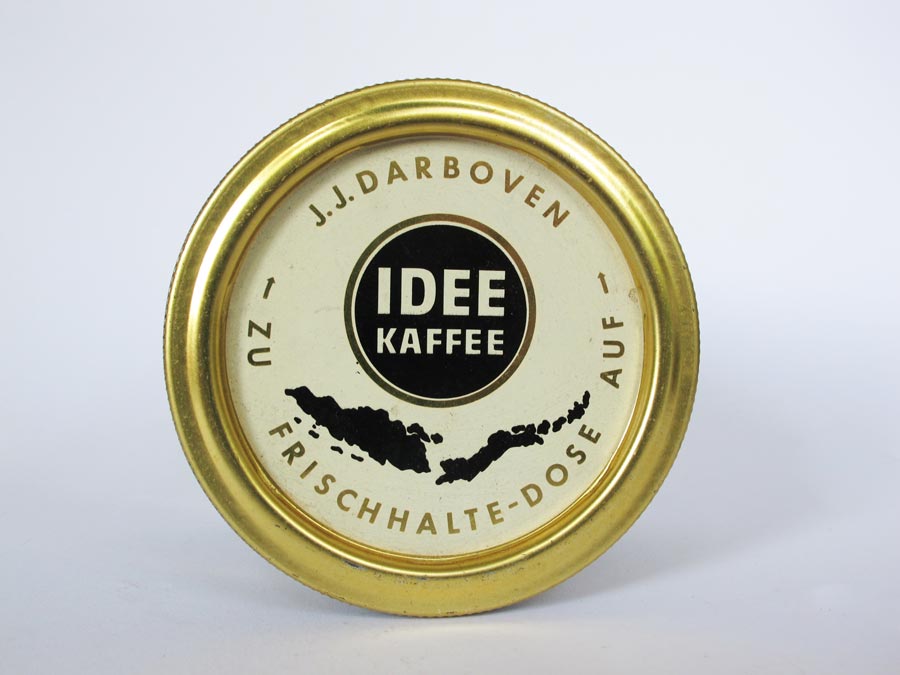 J.J. DARBOVEN
IDEE
KAFFEE
← ZU
AUF →
FRISCHHALTE-DOSE